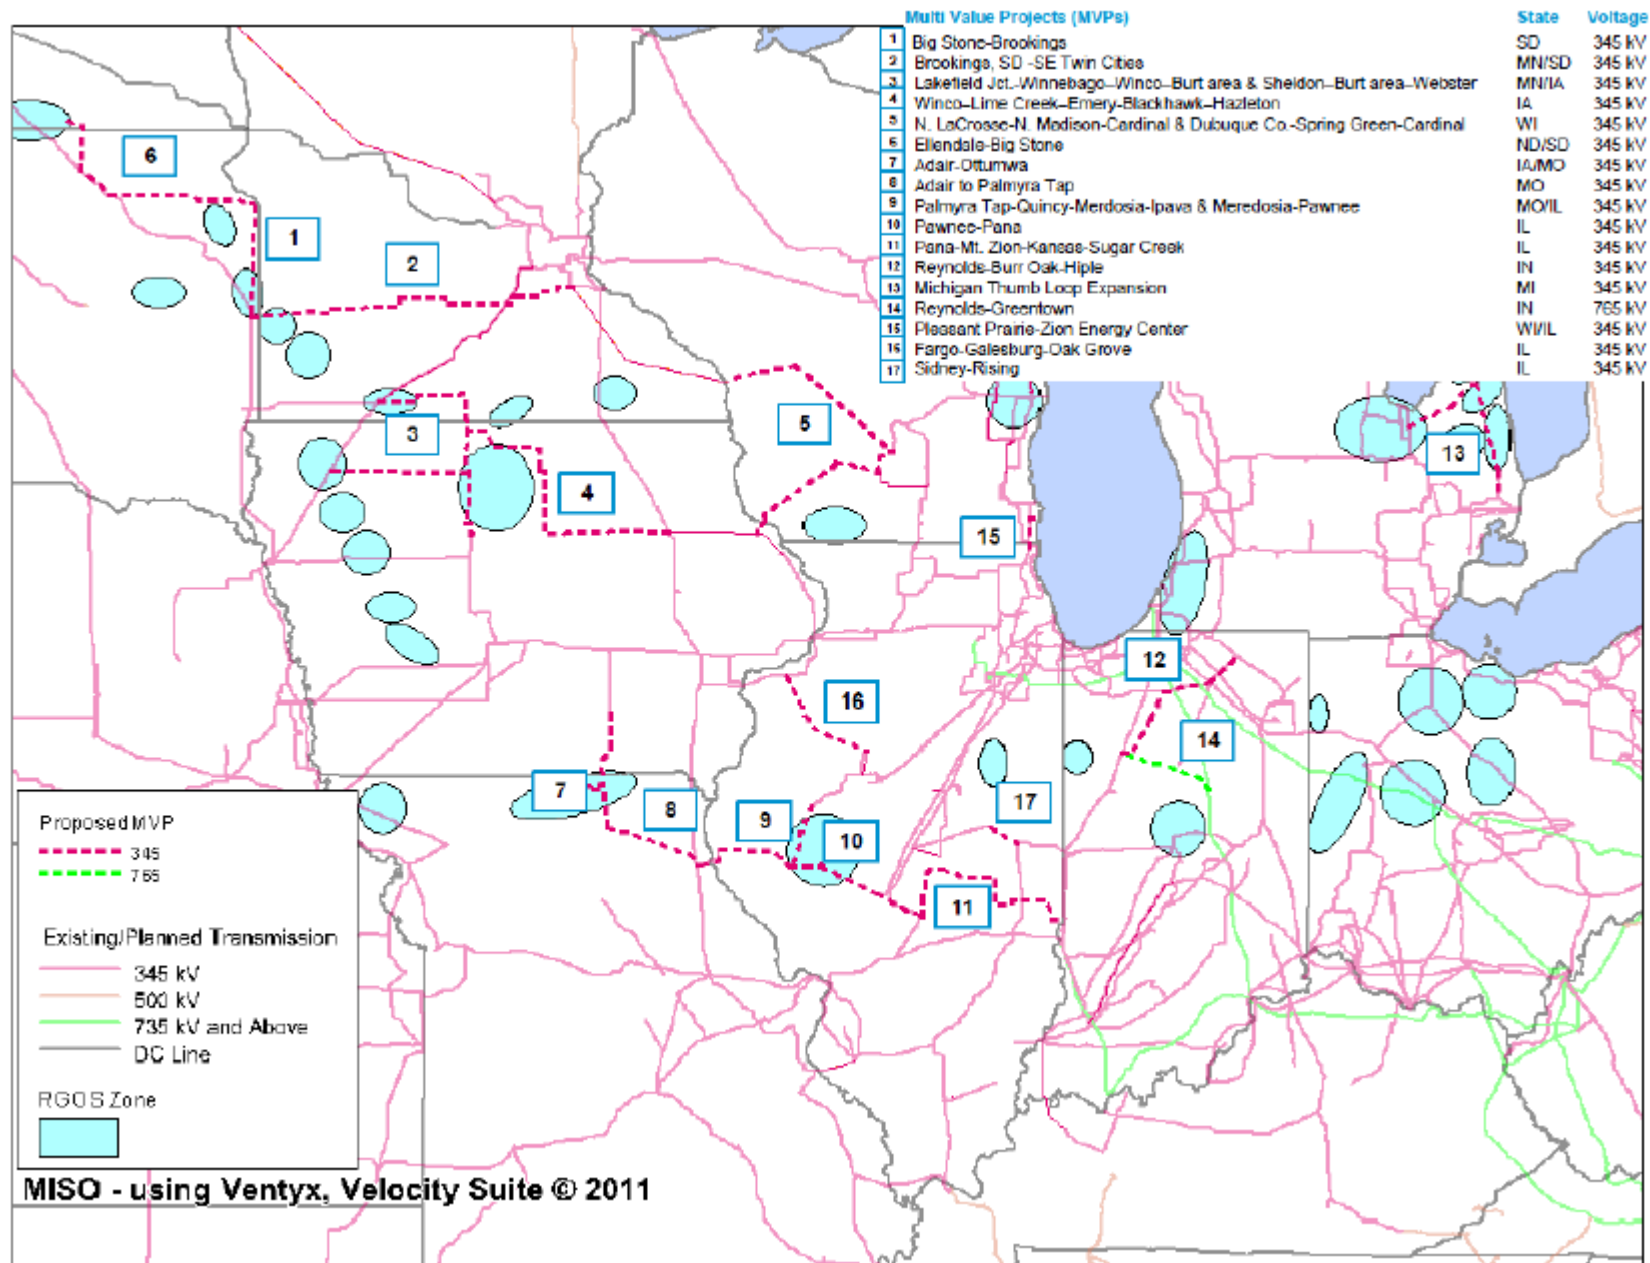 Multi Value Projects (MVPs) State Voltage
1 Big Stone-Brookings SD 345 kV
2 Brookings, SD -SE Twin Cities MN/SD 345 kV
3 Lakefield Jct.-Winnebago-Winco-Burt area & Sheldon-Burt area-Webster MN/IA 345 kV
4 Winco-Lime Creek-Emery-Blackhawk-Hazleton IA 345 kV
5 N. LaCrosse-N. Madison-Cardinal & Dubuque Co.-Spring Green-Cardinal WI 345 kV
6 Ellendale-Big Stone ND/SD 345 kV
7 Adair-Ottumwa IA/MO 345 kV
8 Adair to Palmyra Tap MO 345 kV
9 Palmyra Tap-Quincy-Merdosia-Ipava & Meredosia-Pawnee MO/IL 345 kV
10 Pawnee-Pana IL 345 kV
11 Pana-Mt. Zion-Kansas-Sugar Creek IL 345 kV
12 Reynolds-Burr Oak-Hiple IN 345 kV
13 Michigan Thumb Loop Expansion MI 345 kV
14 Reynolds-Greentown IN 765 kV
15 Pleasant Prairie-Zion Energy Center WI/IL 345 kV
16 Fargo-Galesburg-Oak Grove IL 345 kV
17 Sidney-Rising IL 345 kV
6
1
2
3
5
13
4
15
12
16
14
7
8
9
10
17
11
Proposed MVP
345
765
Existing/Planned Transmission
345 kV
500 kV
735 kV and Above
DC Line
RGOS Zone
MISO - using Ventyx, Velocity Suite © 2011